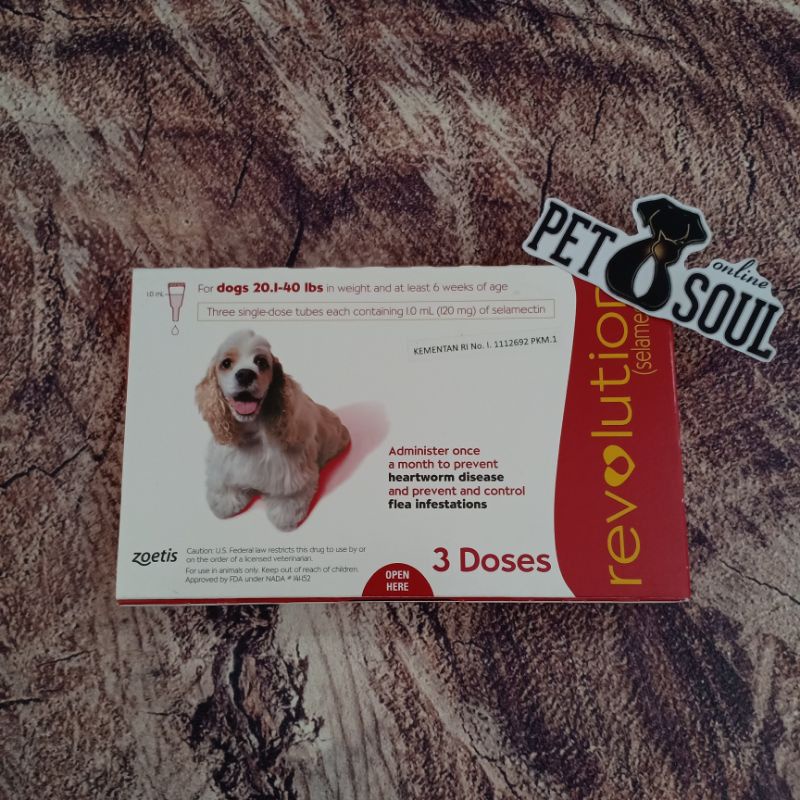 PET SOUL
online
1.0 mL
For dogs 20.1-40 lbs in weight and at least 6 weeks of age
Three single-dose tubes each containing 1.0 mL (120 mg) of selamectin
KEMENTAN RI No. I. 1112692 PKM.1
Administer once
a month to prevent
heartworm disease
and prevent and control
flea infestations
3 Doses
OPEN
HERE
zoetis
Caution: U.S. Federal law restricts this drug to use by or
on the order of a licensed veterinarian.
For use in animals only. Keep out of reach of children.
Approved by FDA under NADA # 141-152
revolution
(selame